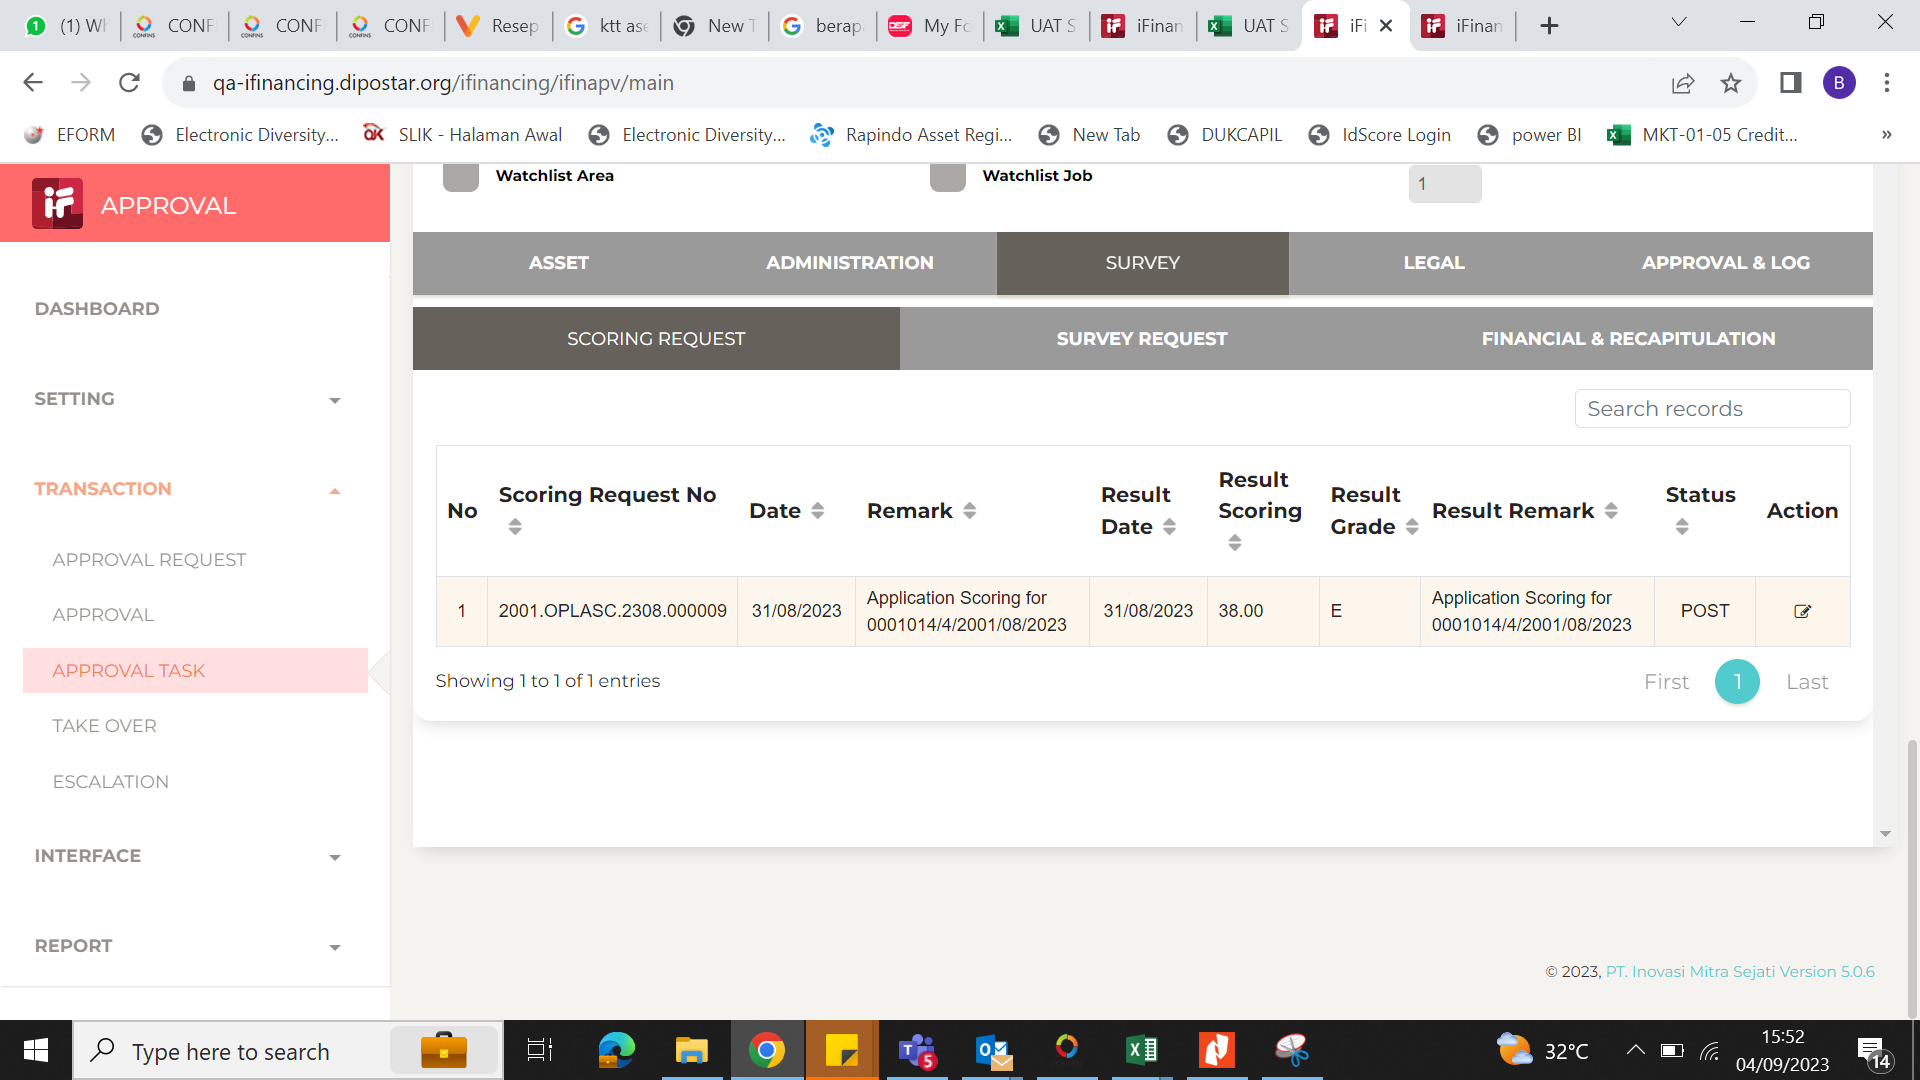 (1) Wh
CONF
CONF
CONF
Resep
ktt ase
New T
berap
My Fo
UAT S
iFinan
UAT S
iFi
iFinan
qa-ifinancing.dipostar.org/ifinancing/ifinapv/main
B
EFORM
Electronic Diversity...
SLIK - Halaman Awal
Electronic Diversity...
Rapindo Asset Regi...
New Tab
DUKCAPIL
IdScore Login
power BI
MKT-01-05 Credit...
»
APPROVAL
DASHBOARD
SETTING
TRANSACTION
APPROVAL REQUEST
APPROVAL
APPROVAL TASK
TAKE OVER
ESCALATION
INTERFACE
REPORT
Watchlist Area
Watchlist Job
1
ASSET
ADMINISTRATION
SURVEY
LEGAL
APPROVAL & LOG
SCORING REQUEST
SURVEY REQUEST
FINANCIAL & RECAPITULATION
Search records
No
Scoring Request No
Date
Remark
Result
Date
Result
Scoring
Result
Grade
Result Remark
Status
Action
1
2001.OPLASC.2308.000009
31/08/2023
Application Scoring for
0001014/4/2001/08/2023
31/08/2023
38.00
E
Application Scoring for
0001014/4/2001/08/2023
POST
Showing 1 to 1 of 1 entries
First
1
Last
© 2023, PT. Inovasi Mitra Sejati Version 5.0.6
Type here to search
5
32°C
15:52
04/09/2023
14